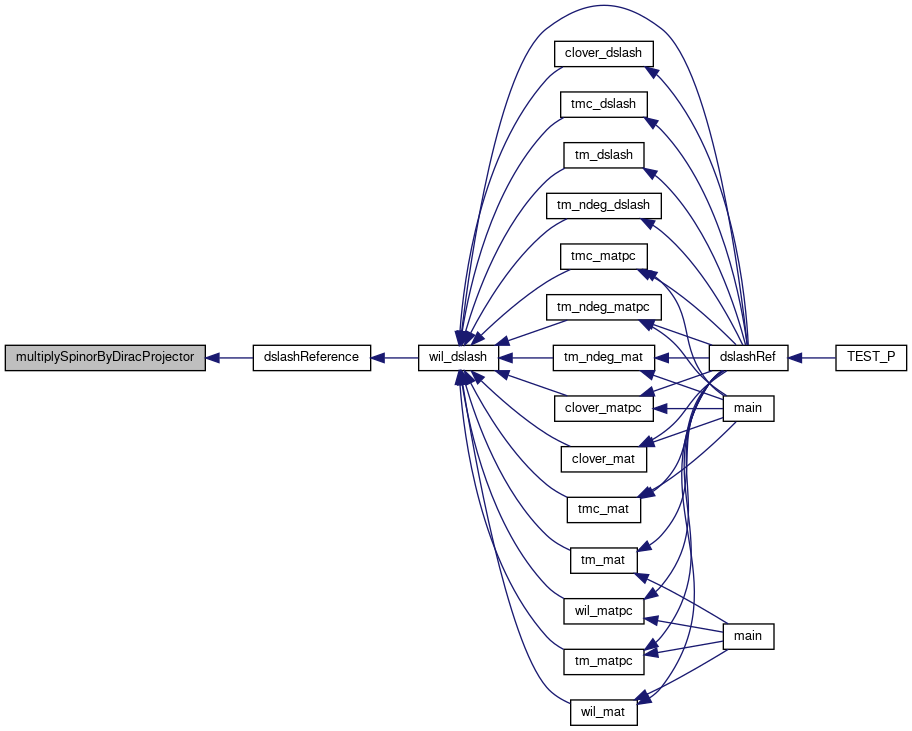 clover_dslash
tmc_dslash
tm_dslash
tm_ndeg_dslash
tmc_matpc
tm_ndeg_matpc
multiplySpinorByDiracProjector
dslashReference
wil_dslash
tm_ndeg_mat
dslashRef
TEST_P
clover_matpc
main
clover_mat
tmc_mat
tm_mat
wil_matpc
main
tm_matpc
wil_mat